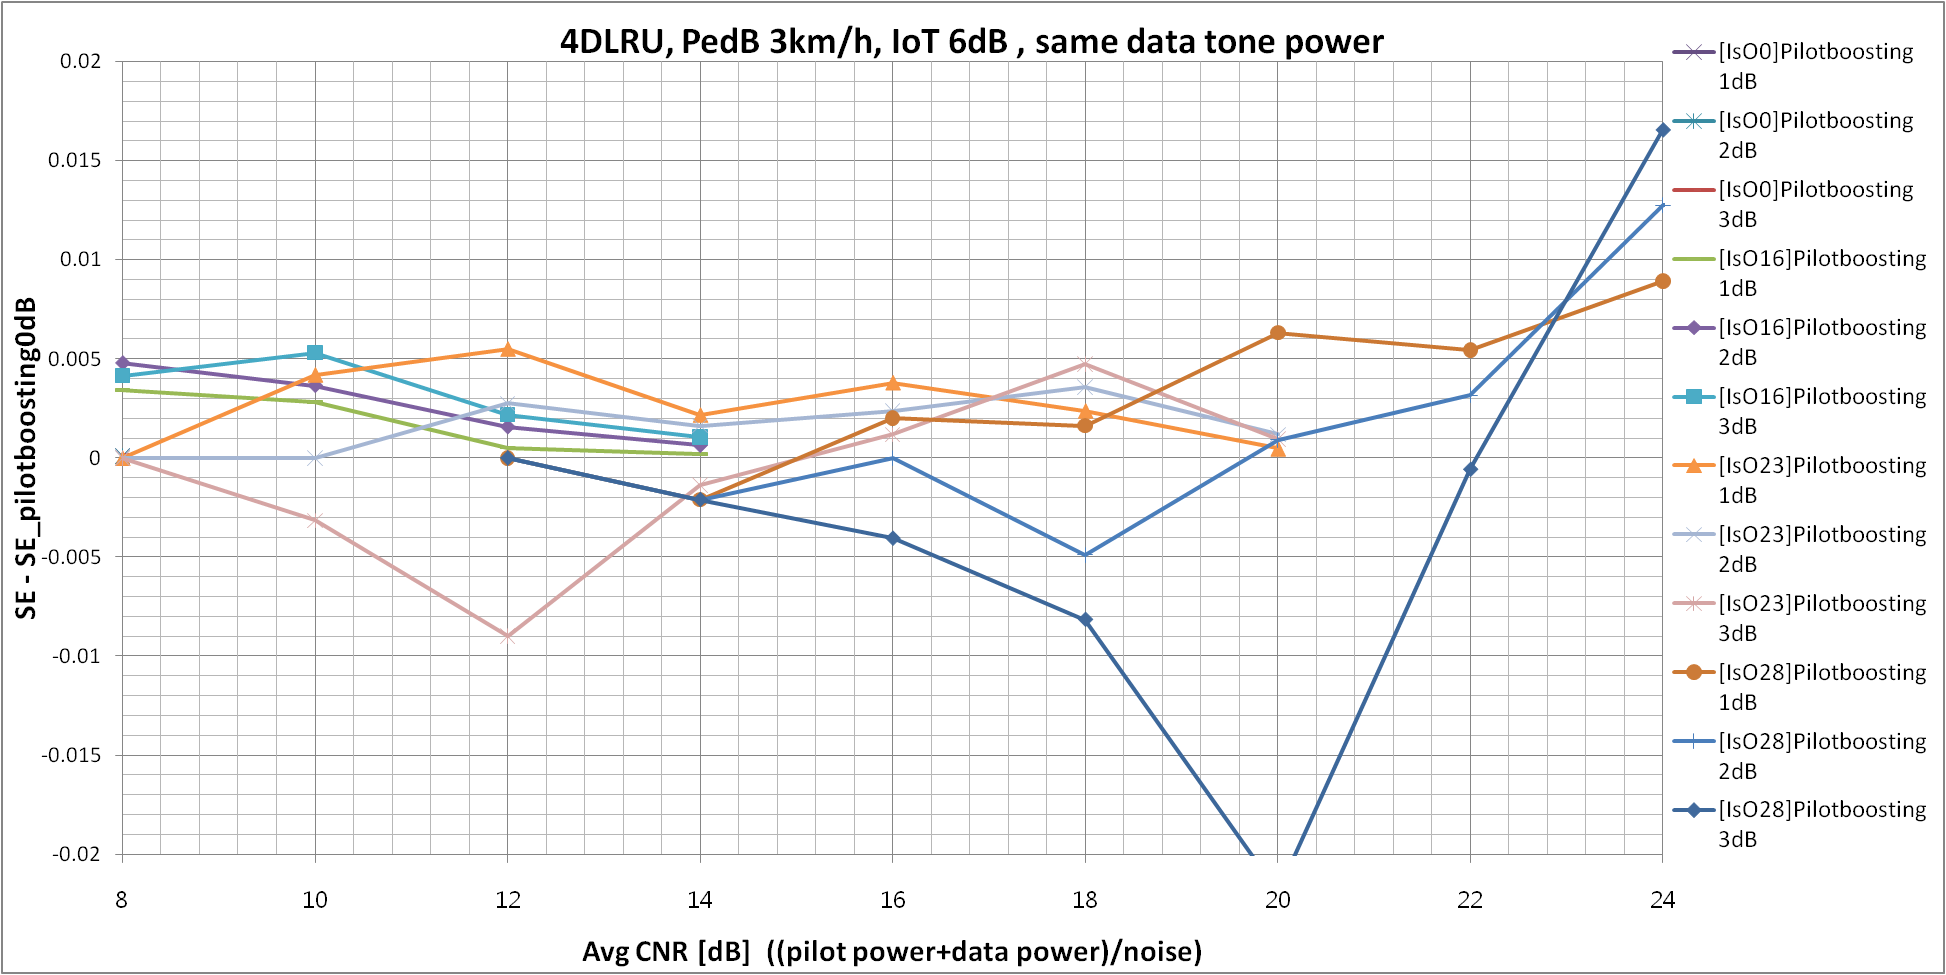 4DLRU, PedB 3km/h, IoT 6dB , same data tone power
SE - SE_pilotboosting0dB
0.02
0.015
0.01
0.005
0
-0.005
-0.01
-0.015
-0.02
8
10
12
14
16
18
20
22
24
Avg CNR [dB]  ((pilot power+data power)/noise)
[IsO0]Pilotboosting
1dB
[IsO0]Pilotboosting
2dB
[IsO0]Pilotboosting
3dB
[IsO16]Pilotboosting
1dB
[IsO16]Pilotboosting
2dB
[IsO16]Pilotboosting
3dB
[IsO23]Pilotboosting
1dB
[IsO23]Pilotboosting
2dB
[IsO23]Pilotboosting
3dB
[IsO28]Pilotboosting
1dB
[IsO28]Pilotboosting
2dB
[IsO28]Pilotboosting
3dB